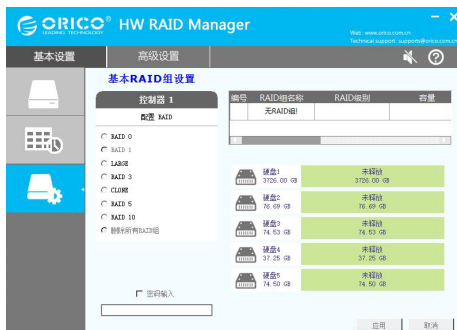 ORICO® HW RAID Manager
LEADING TECHNOLOGY
Web : www.orico.com.cn
Technical support: supports@orico.com.cn
基本设置
高级设置
基本RAID组设置
控制器 1
配置 RAID
RAID 0
RAID 1
LARGE
RAID 3
CLONE
RAID 5
RAID 10
删除所有RAID组
密码输入
编号 RAID组名称 RAID级别 容量
无RAID组!
硬盘1
3726.00 GB
未释放
3726.00 GB
硬盘2
76.69 GB
未释放
76.69 GB
硬盘3
74.53 GB
未释放
74.53 GB
硬盘4
37.25 GB
未释放
37.25 GB
硬盘5
74.50 GB
未释放
74.50 GB
应用
取消